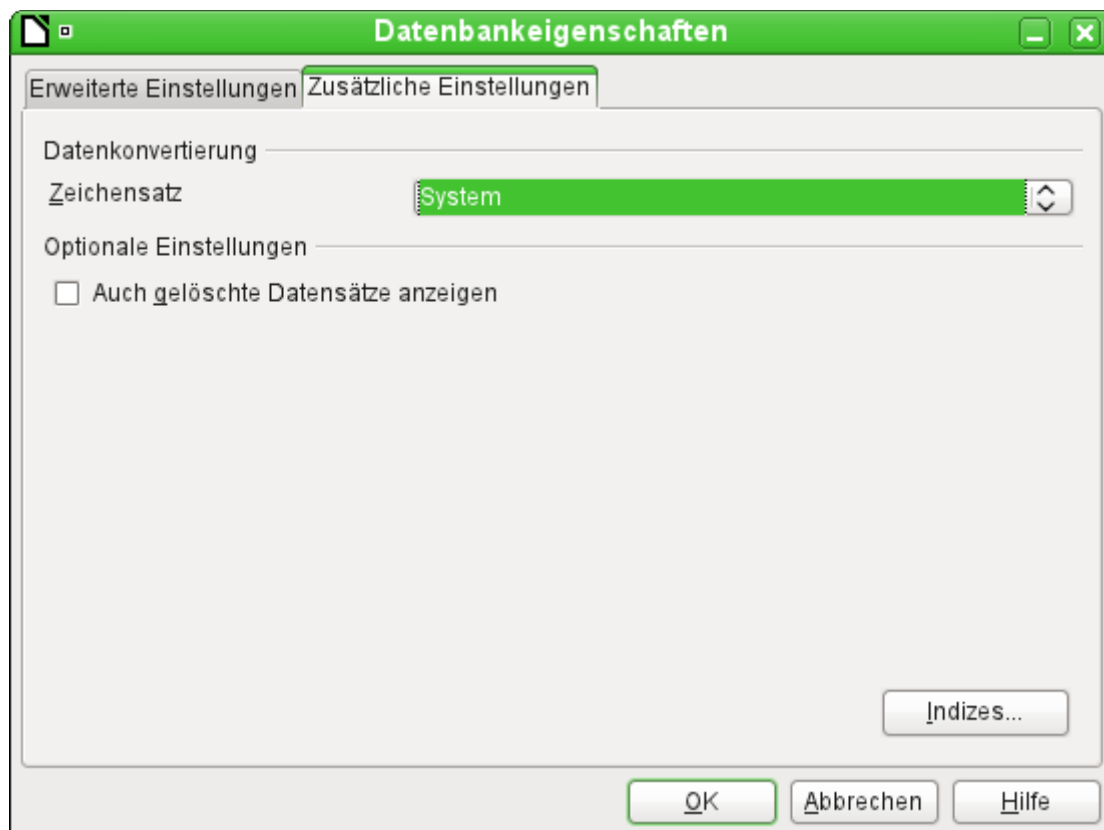 Datenbankeigenschaften
Erweiterte Einstellungen Zusätzliche Einstellungen
Datenkonvertierung
Zeichensatz System
Optionale Einstellungen
Auch gelöschte Datensätze anzeigen
Indizes...
OK Abbrechen Hilfe